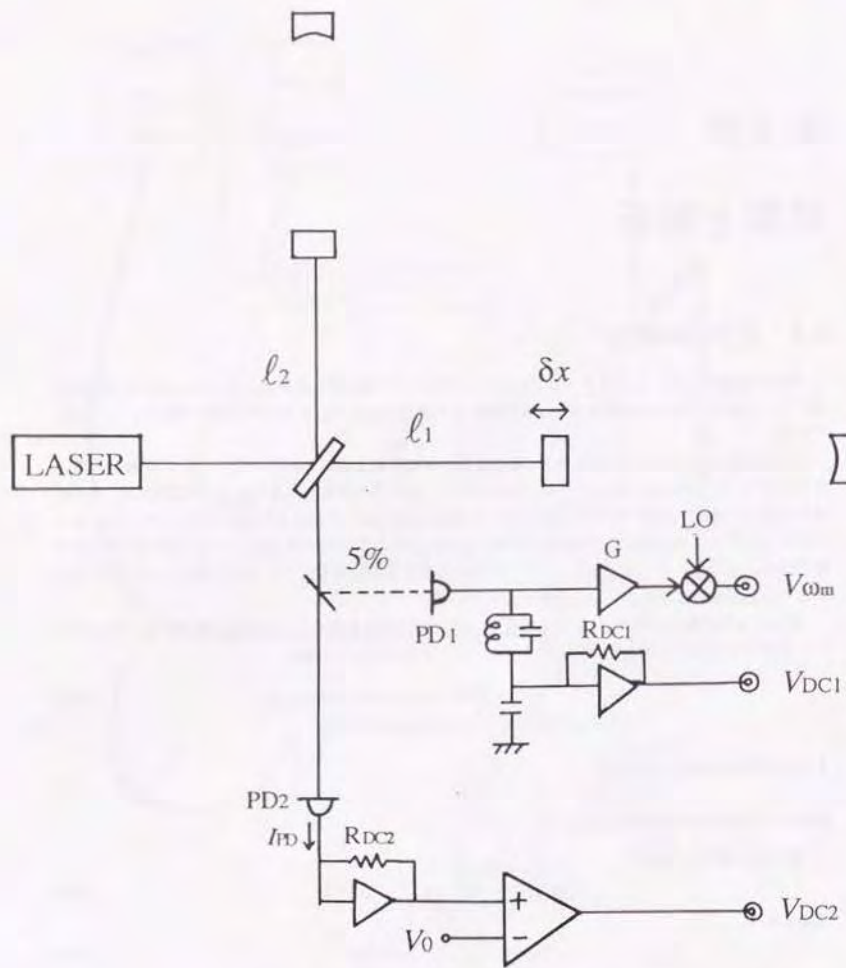 δx
ℓ2
ℓ1
LASER
LO
5%
G
Vωm
PD1
RDC1
VDC1
PD2
IPD
RDC2
+
VDC2
V0
−